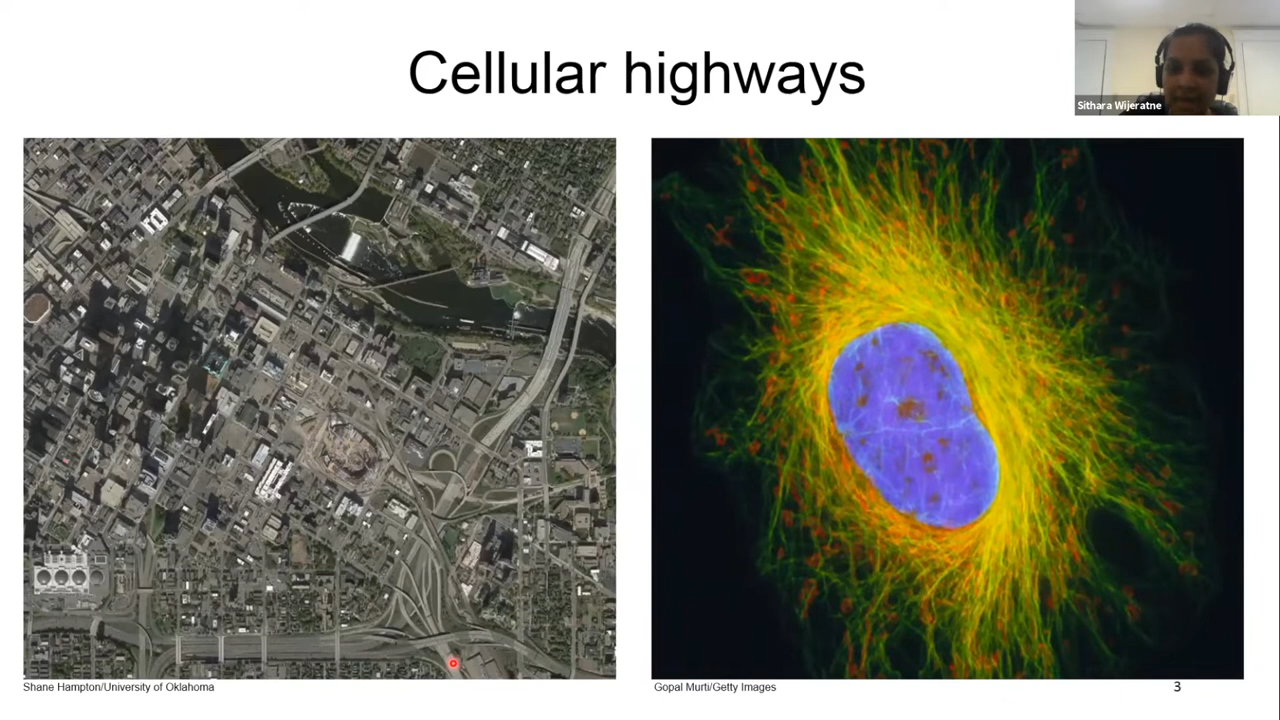 Cellular highways
Sithara Wijeratne
Shane Hampton/University of Oklahoma
Gopal Murti/Getty Images
3